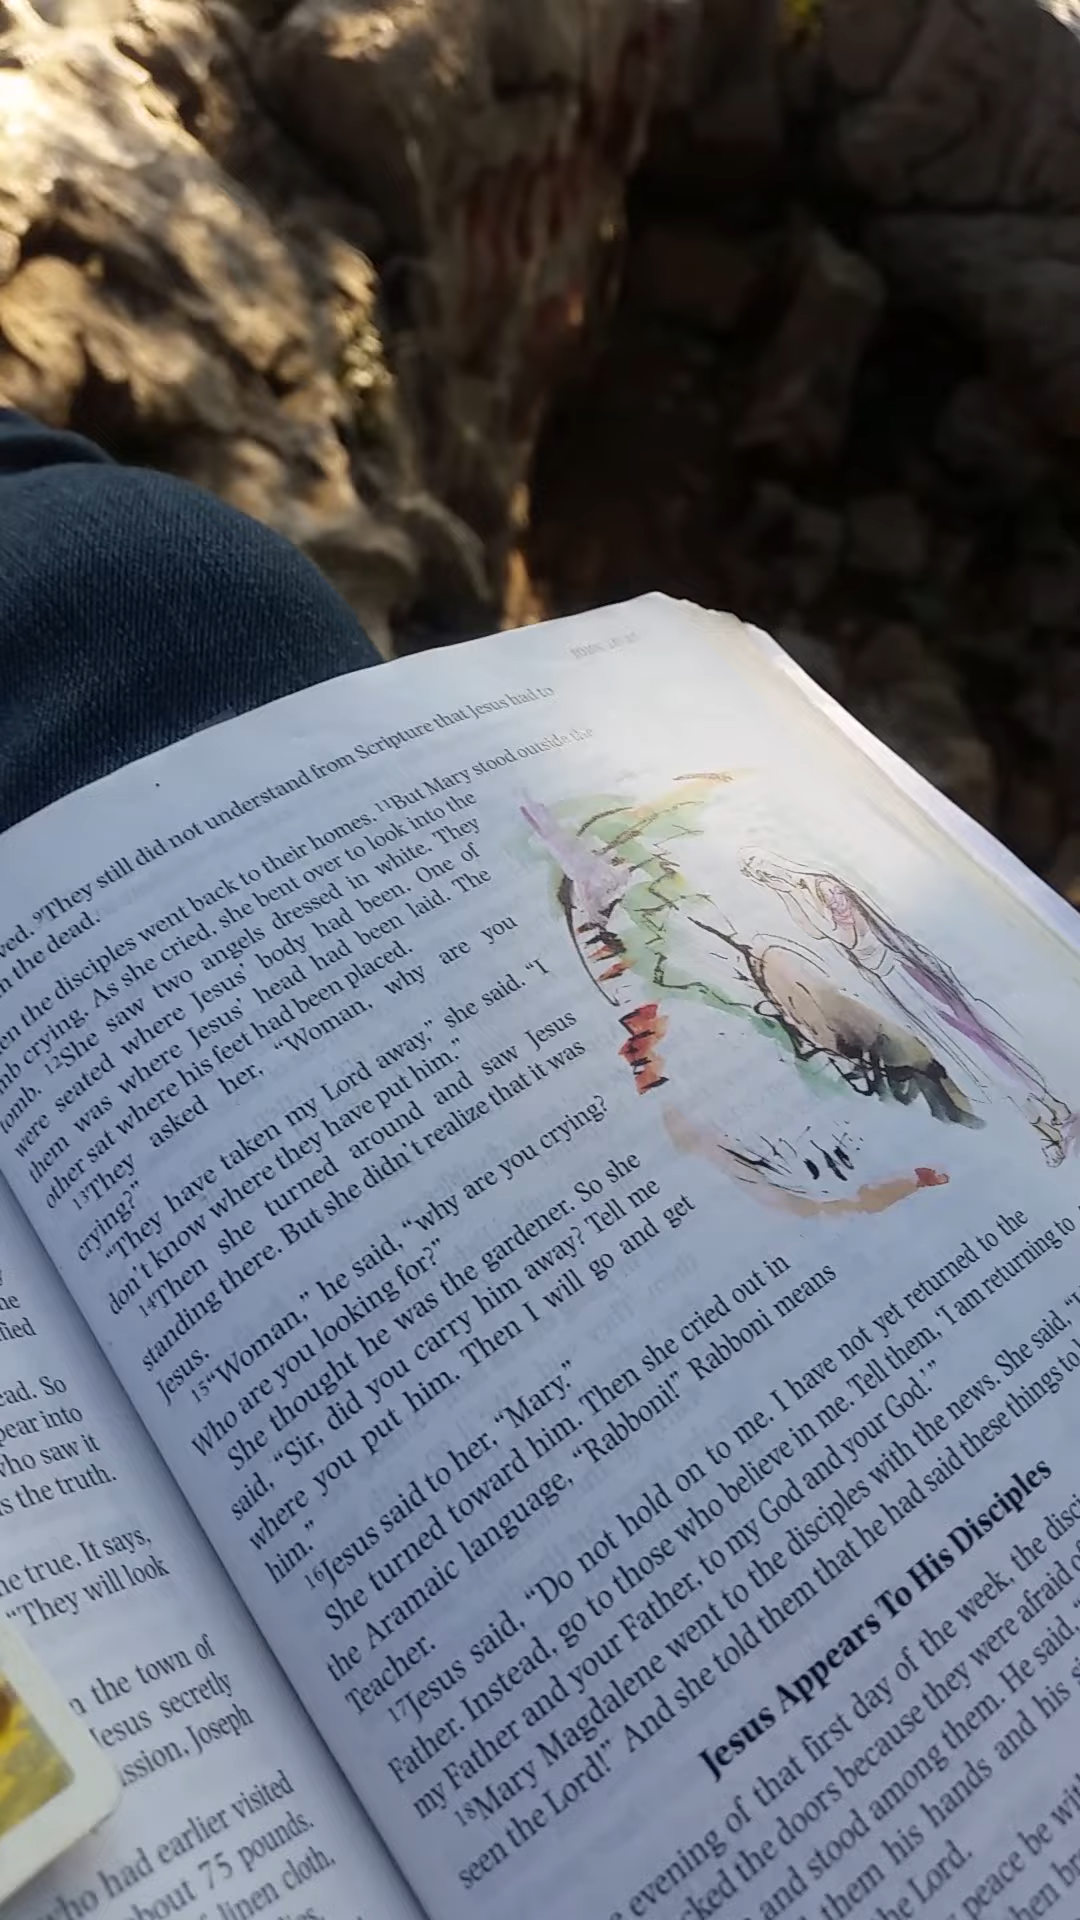 ne
fied
ead. So
pear into
who saw it
s the truth.
ne true. It says,
“They will look
n the town of
Jesus secretly
ission, Joseph
who had earlier visited
bout 75 pounds.
linen cloth.
ved. ⁹They still did not understand from Scripture that Jesus had to
the dead.
en the disciples went back to their homes. ¹¹But Mary stood outside the
mb crying. As she cried, she bent over to look into the
tomb. ¹²She saw two angels dressed in white. They
were seated where Jesus’ body had been. One of
them was where Jesus’ head had been laid. The
other sat where his feet had been placed.
¹³They asked her, “Woman, why are you
crying?”
“They have taken my Lord away,” she said. “I
don’t know where they have put him.”
¹⁴Then she turned around and saw Jesus
standing there. But she didn’t realize that it was
Jesus.
¹⁵“Woman,” he said, “why are you crying?
Who are you looking for?”
She thought he was the gardener. So she
said, “Sir, did you carry him away? Tell me
where you put him. Then I will go and get
him.”
¹⁶Jesus said to her, “Mary.”
She turned toward him. Then she cried out in
the Aramaic language, “Rabboni!” Rabboni means
Teacher.
¹⁷Jesus said, “Do not hold on to me. I have not yet returned to the
Father. Instead, go to those who believe in me. Tell them, ‘I am returning to
my Father and your Father, to my God and your God.’”
¹⁸Mary Magdalene went to the disciples with the news. She said, “I
seen the Lord!” And she told them that he had said these things to
Jesus Appears To His Disciples
evening of that first day of the week, the disci
cked the doors because they were afraid of
and stood among them. He said, “
them his hands and his si
he Lord.
peace be wit